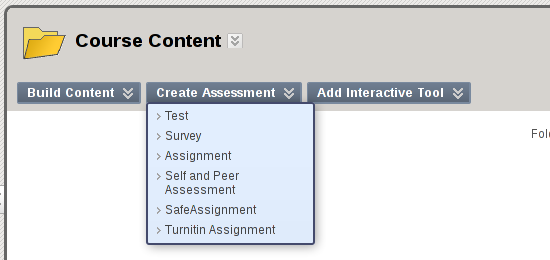 Course Content
Build Content
Create Assessment
Add Interactive Tool
Test
Survey
Assignment
Self and Peer
Assessment
SafeAssignment
Turnitin Assignment
Fol